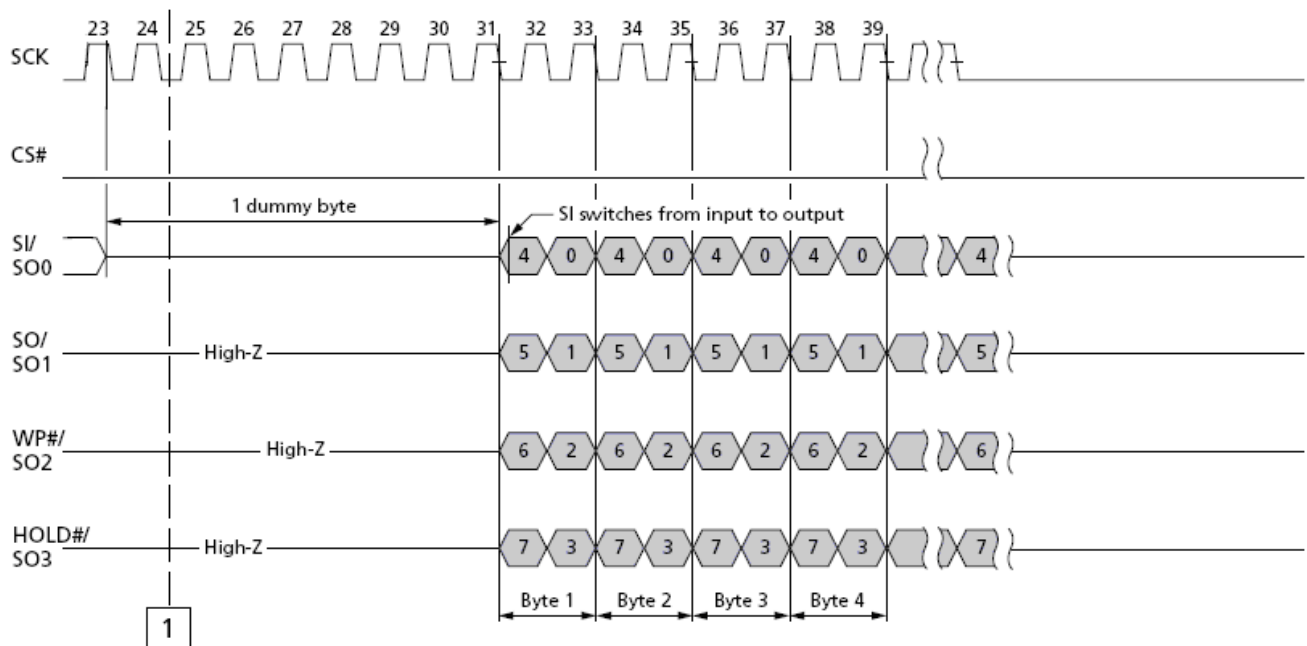 23 24 25 26 27 28 29 30 31 32 33 34 35 36 37 38 39
SCK
CS#
1 dummy byte
SI switches from input to output
SI/
SO0
4 0 4 0 4 0 4 0 4
SO/
SO1
High-Z
5 1 5 1 5 1 5 1 5
WP#/
SO2
High-Z
6 2 6 2 6 2 6 2 6
HOLD#/
SO3
High-Z
7 3 7 3 7 3 7 3 7
Byte 1 Byte 2 Byte 3 Byte 4
1